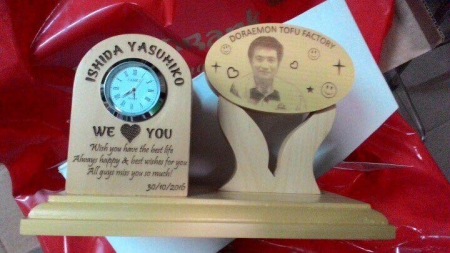 ISHIDA YASUHIKO
WE YOU
Wish you have the best life
Always happy & best wishes for you
All guys miss you so much!
30/10/2016
DORAEMON TOFU FACTORY